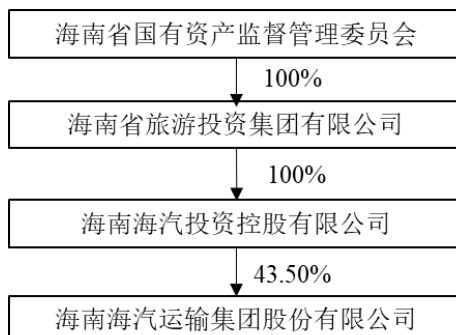 海南省国有资产监督管理委员会
100%
海南省旅游投资集团有限公司
100%
海南海汽投资控股有限公司
43.50%
海南海汽运输集团股份有限公司